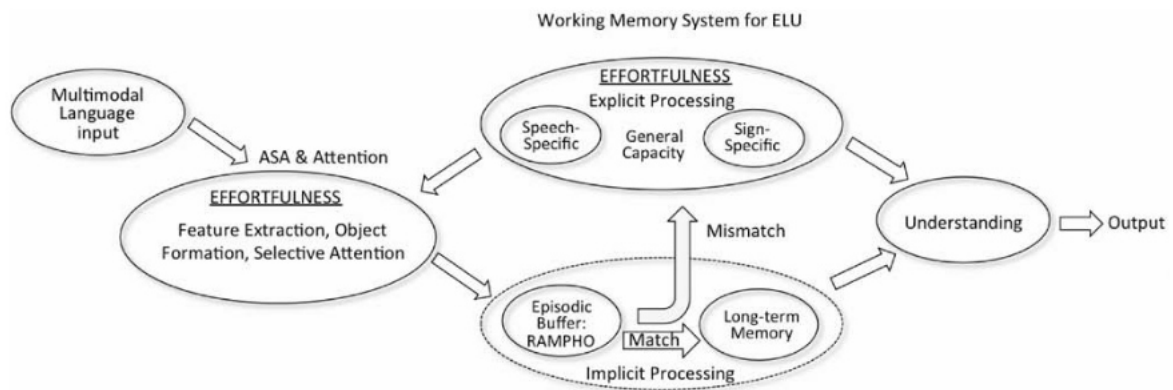 Working Memory System for ELU
Multimodal
Language
input
EFFORTFULNESS
Explicit Processing
Speech-
Specific
General
Capacity
Sign-
Specific
ASA & Attention
EFFORTFULNESS
Feature Extraction, Object
Formation, Selective Attention
Mismatch
Understanding
Output
Episodic
Buffer:
RAMPHO
Match
Long-term
Memory
Implicit Processing